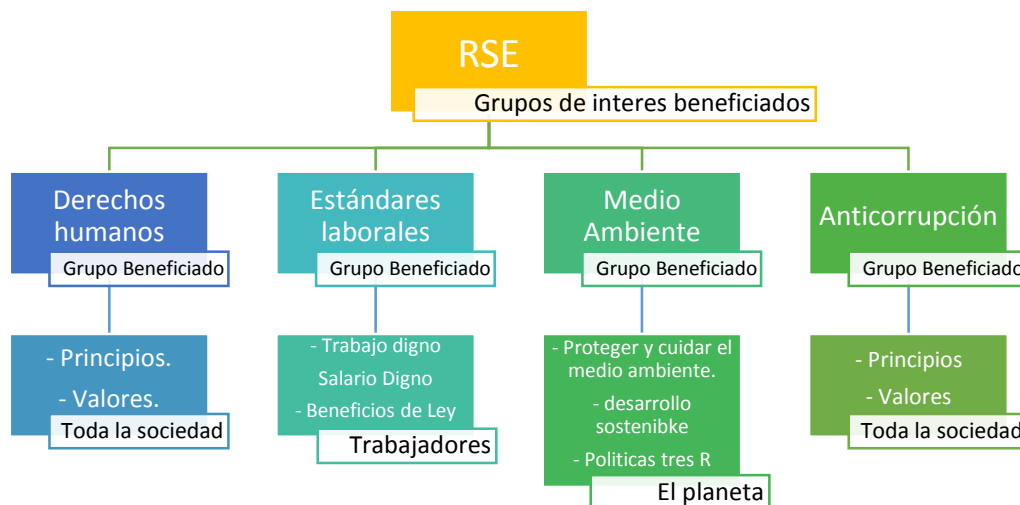 RSE
Grupos de interes beneficiados
Derechos
humanos
Grupo Beneficiado
Estándares
laborales
Grupo Beneficiado
Medio
Ambiente
Grupo Beneficiado
Anticorrupción
Grupo Beneficiado
- Principios.
- Valores.
Toda la sociedad
- Trabajo digno
Salario Digno
- Beneficios de Ley
Trabajadores
- Proteger y cuidar el
medio ambiente.
- desarrollo
sostenibke
- Politicas tres R
El planeta
- Principios
- Valores
Toda la sociedad